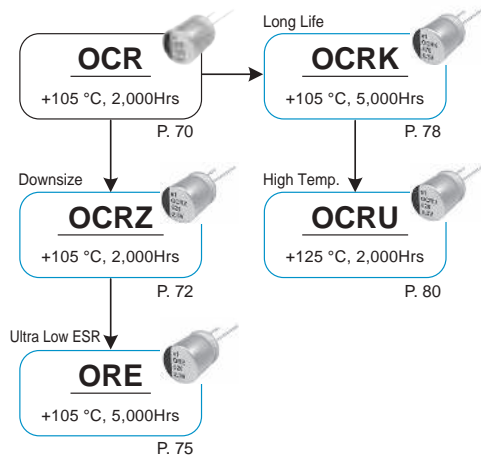 OCR
+105 °C, 2,000Hrs
P. 70
Long Life
OCRK
+105 °C, 5,000Hrs
P. 78
Downsize
OCRZ
+105 °C, 2,000Hrs
P. 72
High Temp.
OCRU
+125 °C, 2,000Hrs
P. 80
Ultra Low ESR
ORE
+105 °C, 5,000Hrs
P. 75